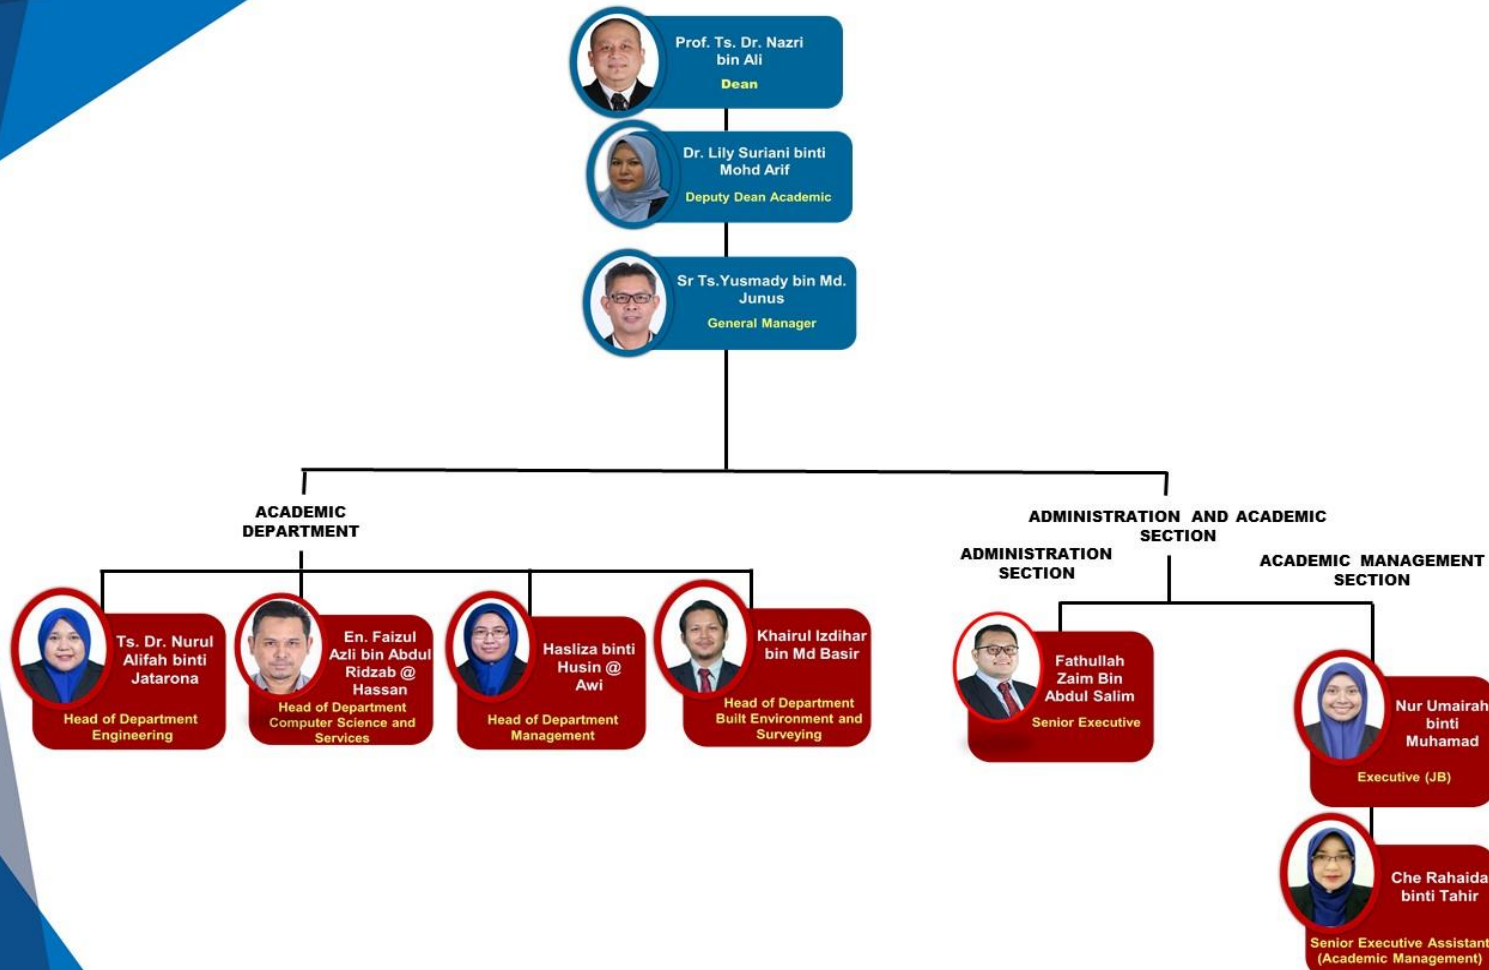 Prof. Ts. Dr. Nazri
bin Ali
Dean
Dr. Lily Suriani binti
Mohd Arif
Deputy Dean Academic
Sr Ts.Yusmady bin Md.
Junus
General Manager
ACADEMIC
DEPARTMENT
Ts. Dr. Nurul
Alifah binti
Jatarona
Head of Department
Engineering
En. Faizul
Azli bin Abdul
Ridzab @
Hassan
Head of Department
Computer Science and
Services
Hasliza binti
Husin @
Awi
Head of Department
Management
Khairul Izdihar
bin Md Basir
Head of Department
Built Environment and
Surveying
ADMINISTRATION AND ACADEMIC
SECTION
ADMINISTRATION
SECTION
Fathullah
Zaim Bin
Abdul Salim
Senior Executive
ACADEMIC MANAGEMENT
SECTION
Nur Umairah
binti
Muhamad
Executive (JB)
Che Rahaida
binti Tahir
Senior Executive Assistant
(Academic Management)